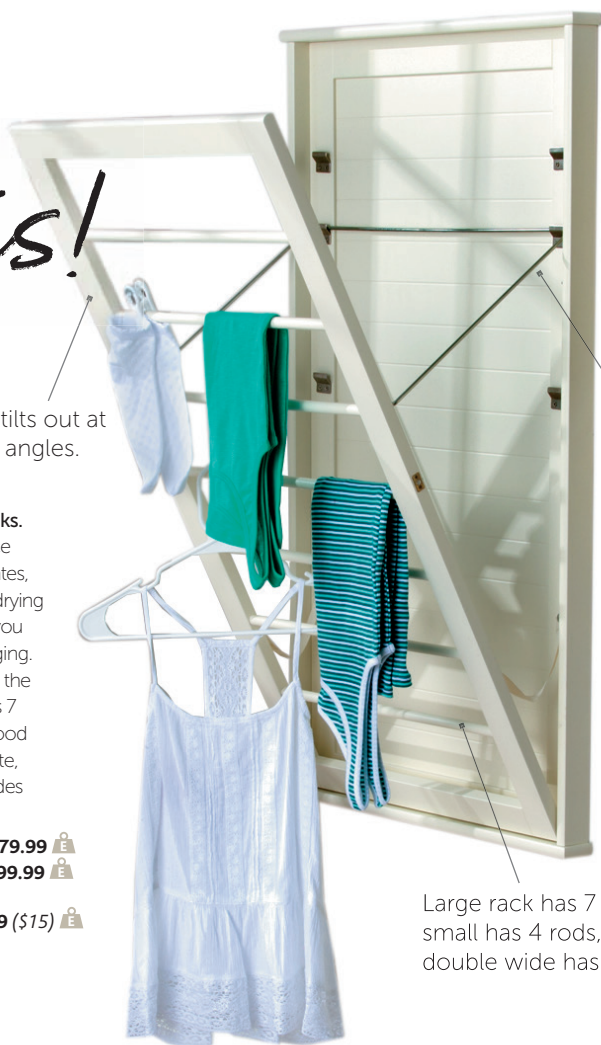 s!
tilts out at
angles.
ks.
e
tes,
drying
you
ging.
the
s 7
ood
te,
des
79.99 E
99.99 E
9 ($15) E
Large rack has 7
small has 4 rods,
double wide has